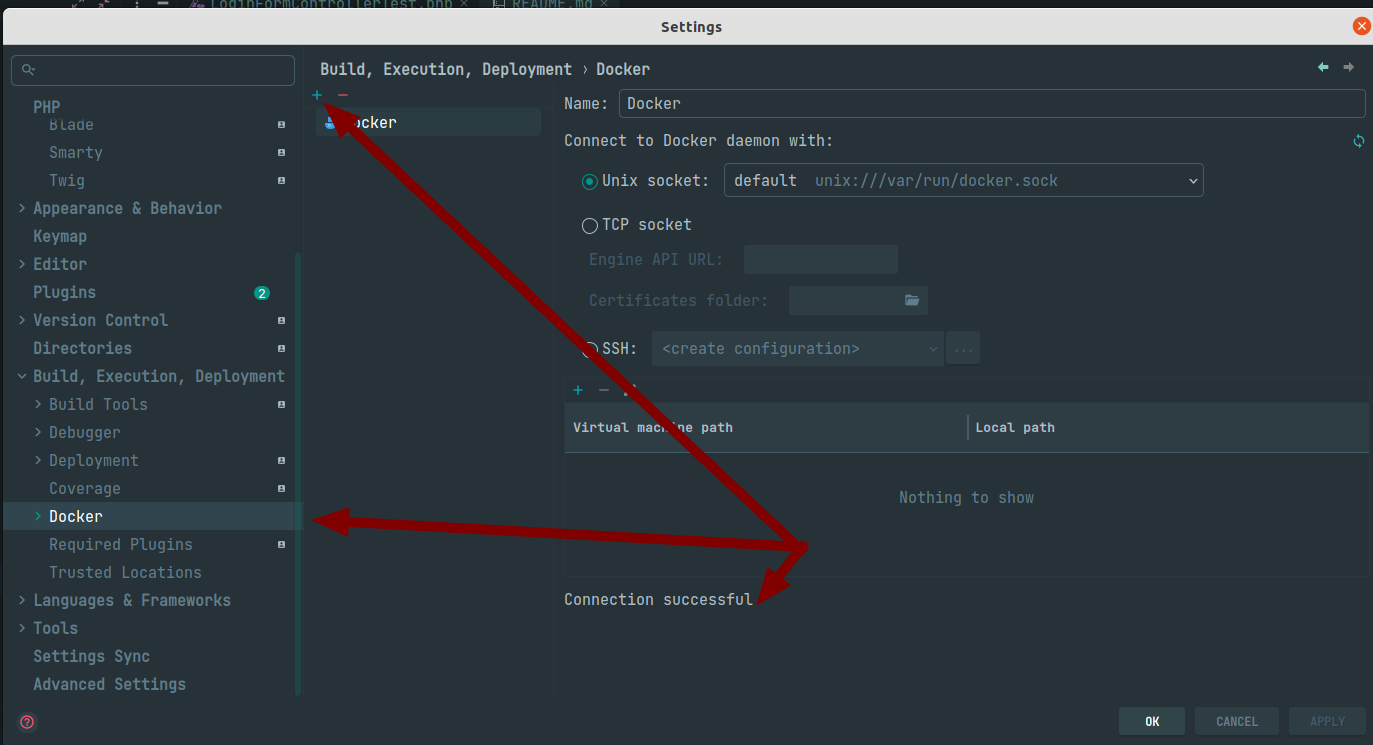 LoginFormControllerTest.php × README.md ×
Settings
PHP
Blade
Smarty
Twig
Appearance & Behavior
Keymap
Editor
Plugins 2
Version Control
Directories
Build, Execution, Deployment
Build Tools
Debugger
Deployment
Coverage
Docker
Required Plugins
Trusted Locations
Languages & Frameworks
Tools
Settings Sync
Advanced Settings
?
Build, Execution, Deployment › Docker
+ −
ocker
Name: Docker
Connect to Docker daemon with:
Unix socket: default unix:///var/run/docker.sock
TCP socket
Engine API URL:
Certificates folder:
SSH: <create configuration> ...
+ −
Virtual machine path Local path
Nothing to show
Connection successful
OK CANCEL APPLY